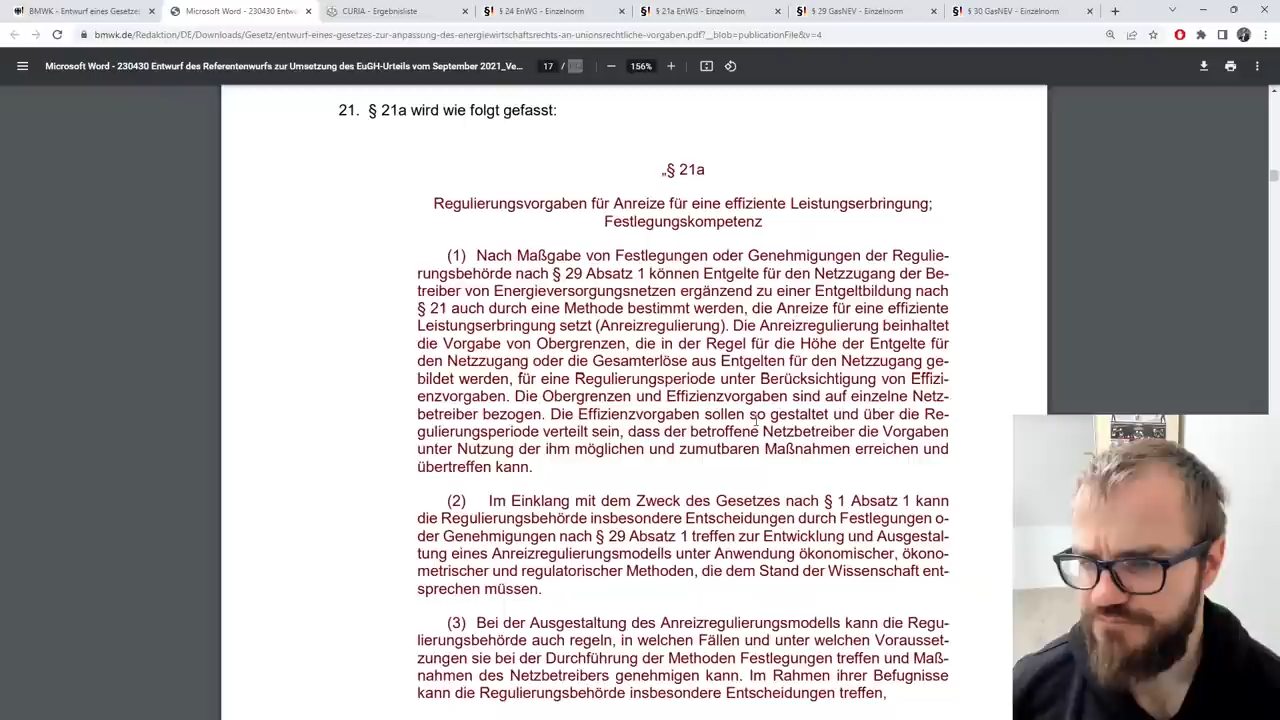 BMWK - Entwurf eines Gesetzes
Microsoft Word - 230430 Entw
CURIA - Ergebnisliste
§ 24 EnWG - Einzelnorm
§ 21a EnWG - Einzelnorm
§ 29 GasNEV - Einzelnorm
§ 30 GasNEV - Einzelnorm
bmwk.de/Redaktion/DE/Downloads/Gesetz/entwurf-eines-gesetzes-zur-anpassung-des-energiewirtschaftsrechts-an-unionsrechtliche-vorgaben.pdf?__blob=publicationFile&v=4
Microsoft Word - 230430 Entwurf des Referentenwurfs zur Umsetzung des EuGH-Urteils vom September 2021_Ve...
17 /
156%
21. § 21a wird wie folgt gefasst:
„§ 21a
Regulierungsvorgaben für Anreize für eine effiziente Leistungserbringung;
Festlegungskompetenz
(1) Nach Maßgabe von Festlegungen oder Genehmigungen der Regulie-
rungsbehörde nach § 29 Absatz 1 können Entgelte für den Netzzugang der Be-
treiber von Energieversorgungsnetzen ergänzend zu einer Entgeltbildung nach
§ 21 auch durch eine Methode bestimmt werden, die Anreize für eine effiziente
Leistungserbringung setzt (Anreizregulierung). Die Anreizregulierung beinhaltet
die Vorgabe von Obergrenzen, die in der Regel für die Höhe der Entgelte für
den Netzzugang oder die Gesamterlöse aus Entgelten für den Netzzugang ge-
bildet werden, für eine Regulierungsperiode unter Berücksichtigung von Effizi-
enzvorgaben. Die Obergrenzen und Effizienzvorgaben sind auf einzelne Netz-
betreiber bezogen. Die Effizienzvorgaben sollen so gestaltet und über die Re-
gulierungsperiode verteilt sein, dass der betroffene Netzbetreiber die Vorgaben
unter Nutzung der ihm möglichen und zumutbaren Maßnahmen erreichen und
übertreffen kann.
(2) Im Einklang mit dem Zweck des Gesetzes nach § 1 Absatz 1 kann
die Regulierungsbehörde insbesondere Entscheidungen durch Festlegungen o-
der Genehmigungen nach § 29 Absatz 1 treffen zur Entwicklung und Ausgestal-
tung eines Anreizregulierungsmodells unter Anwendung ökonomischer, ökono-
metrischer und regulatorischer Methoden, die dem Stand der Wissenschaft ent-
sprechen müssen.
(3) Bei der Ausgestaltung des Anreizregulierungsmodells kann die Regu-
lierungsbehörde auch regeln, in welchen Fällen und unter welchen Vorausset-
zungen sie bei der Durchführung der Methoden Festlegungen treffen und Maß-
nahmen des Netzbetreibers genehmigen kann. Im Rahmen ihrer Befugnisse
kann die Regulierungsbehörde insbesondere Entscheidungen treffen,